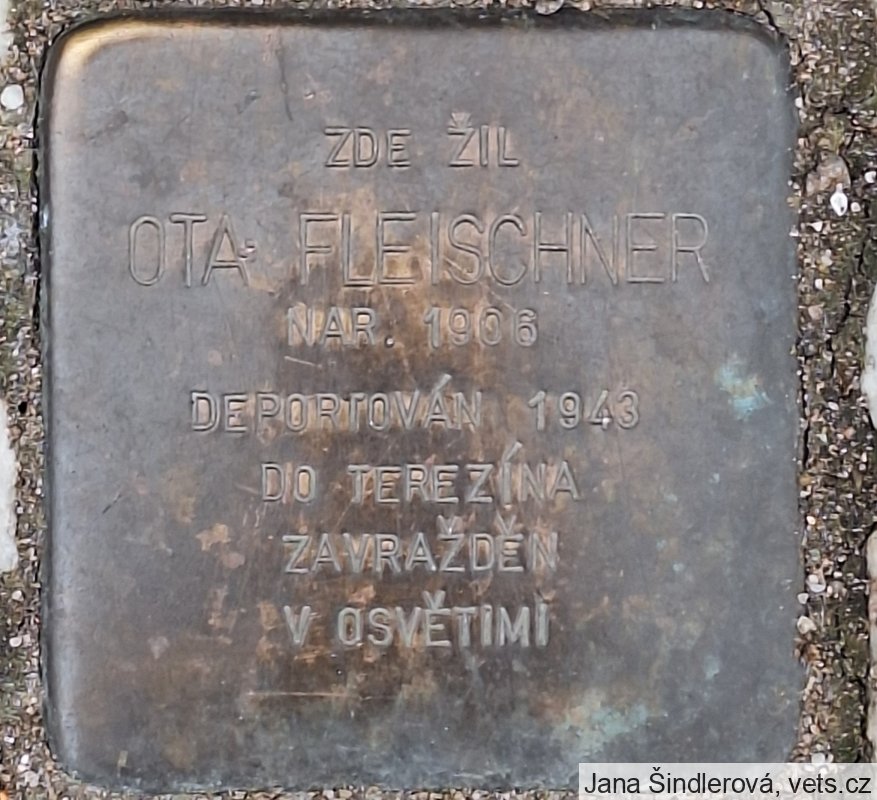 ZDE ŽIL
OTA FLEISCHNER
NAR. 1906
DEPORTOVÁN 1943
DO TEREZÍNA
ZAVRAŽDĚN
V OSVĚTIMI
Jana Šindlerová, vets.cz